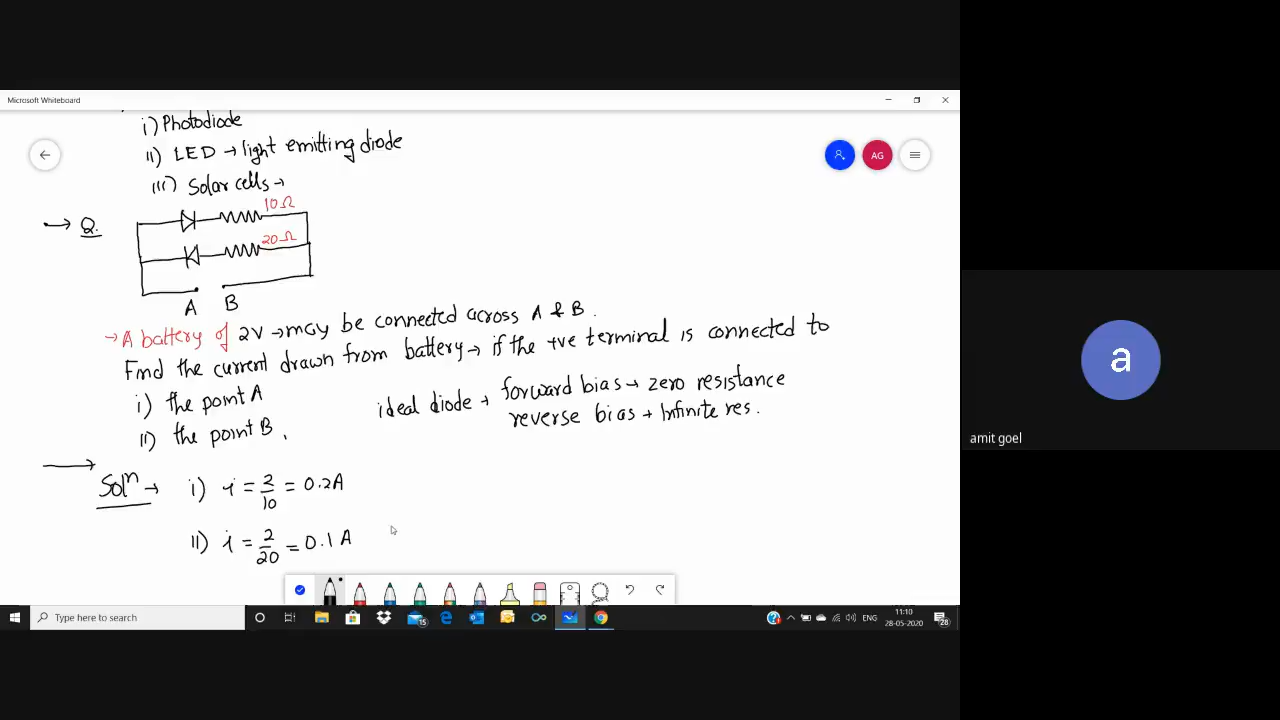 Microsoft Whiteboard
i) Photodiode
ii) LED → light emitting diode
iii) Solar cells →
AG
→ Q.
10 Ω
20 Ω
A B
→ A battery of 2V → may be connected across A & B.
Find the current drawn from battery → if the +ve terminal is connected to
i) the point A
ii) the point B,
ideal diode → forward bias → zero resistance
reverse bias → Infinite res.
Solⁿ → i) i = 2/10 = 0.2A
ii) i = 2/20 = 0.1 A
a
amit goel
Type here to search
15
ENG
11:10
28-05-2020
28